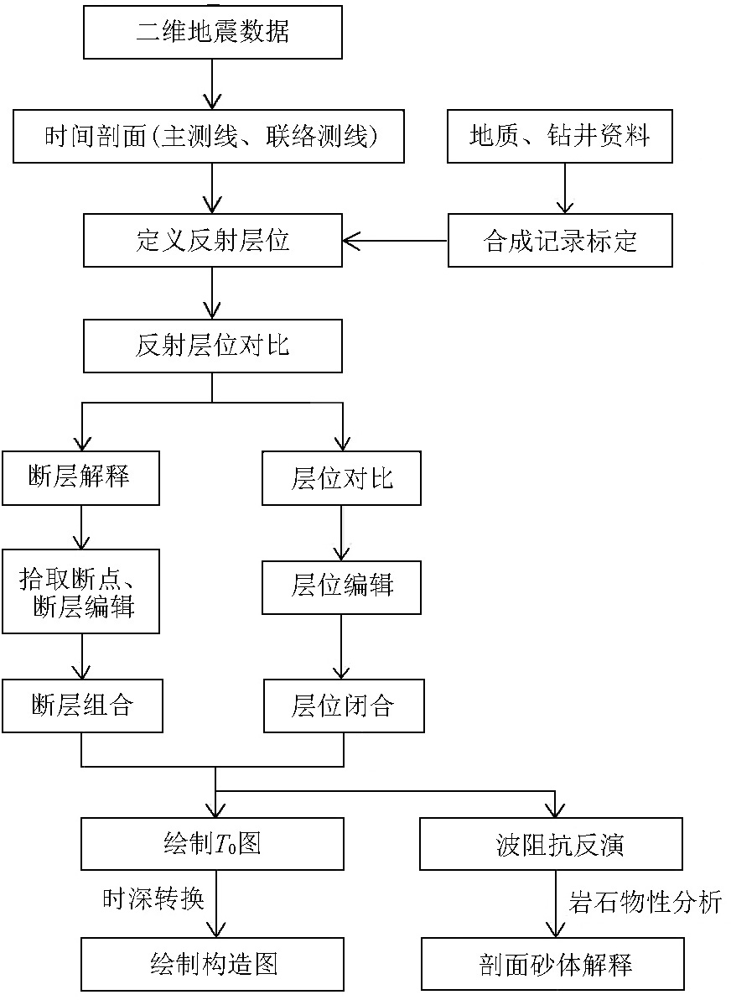 二维地震数据
时间剖面(主测线、联络测线)
地质、钻井资料
定义反射层位
合成记录标定
反射层位对比
断层解释
层位对比
拾取断点、
断层编辑
层位编辑
断层组合
层位闭合
绘制T₀图
波阻抗反演
时深转换
岩石物性分析
绘制构造图
剖面砂体解释